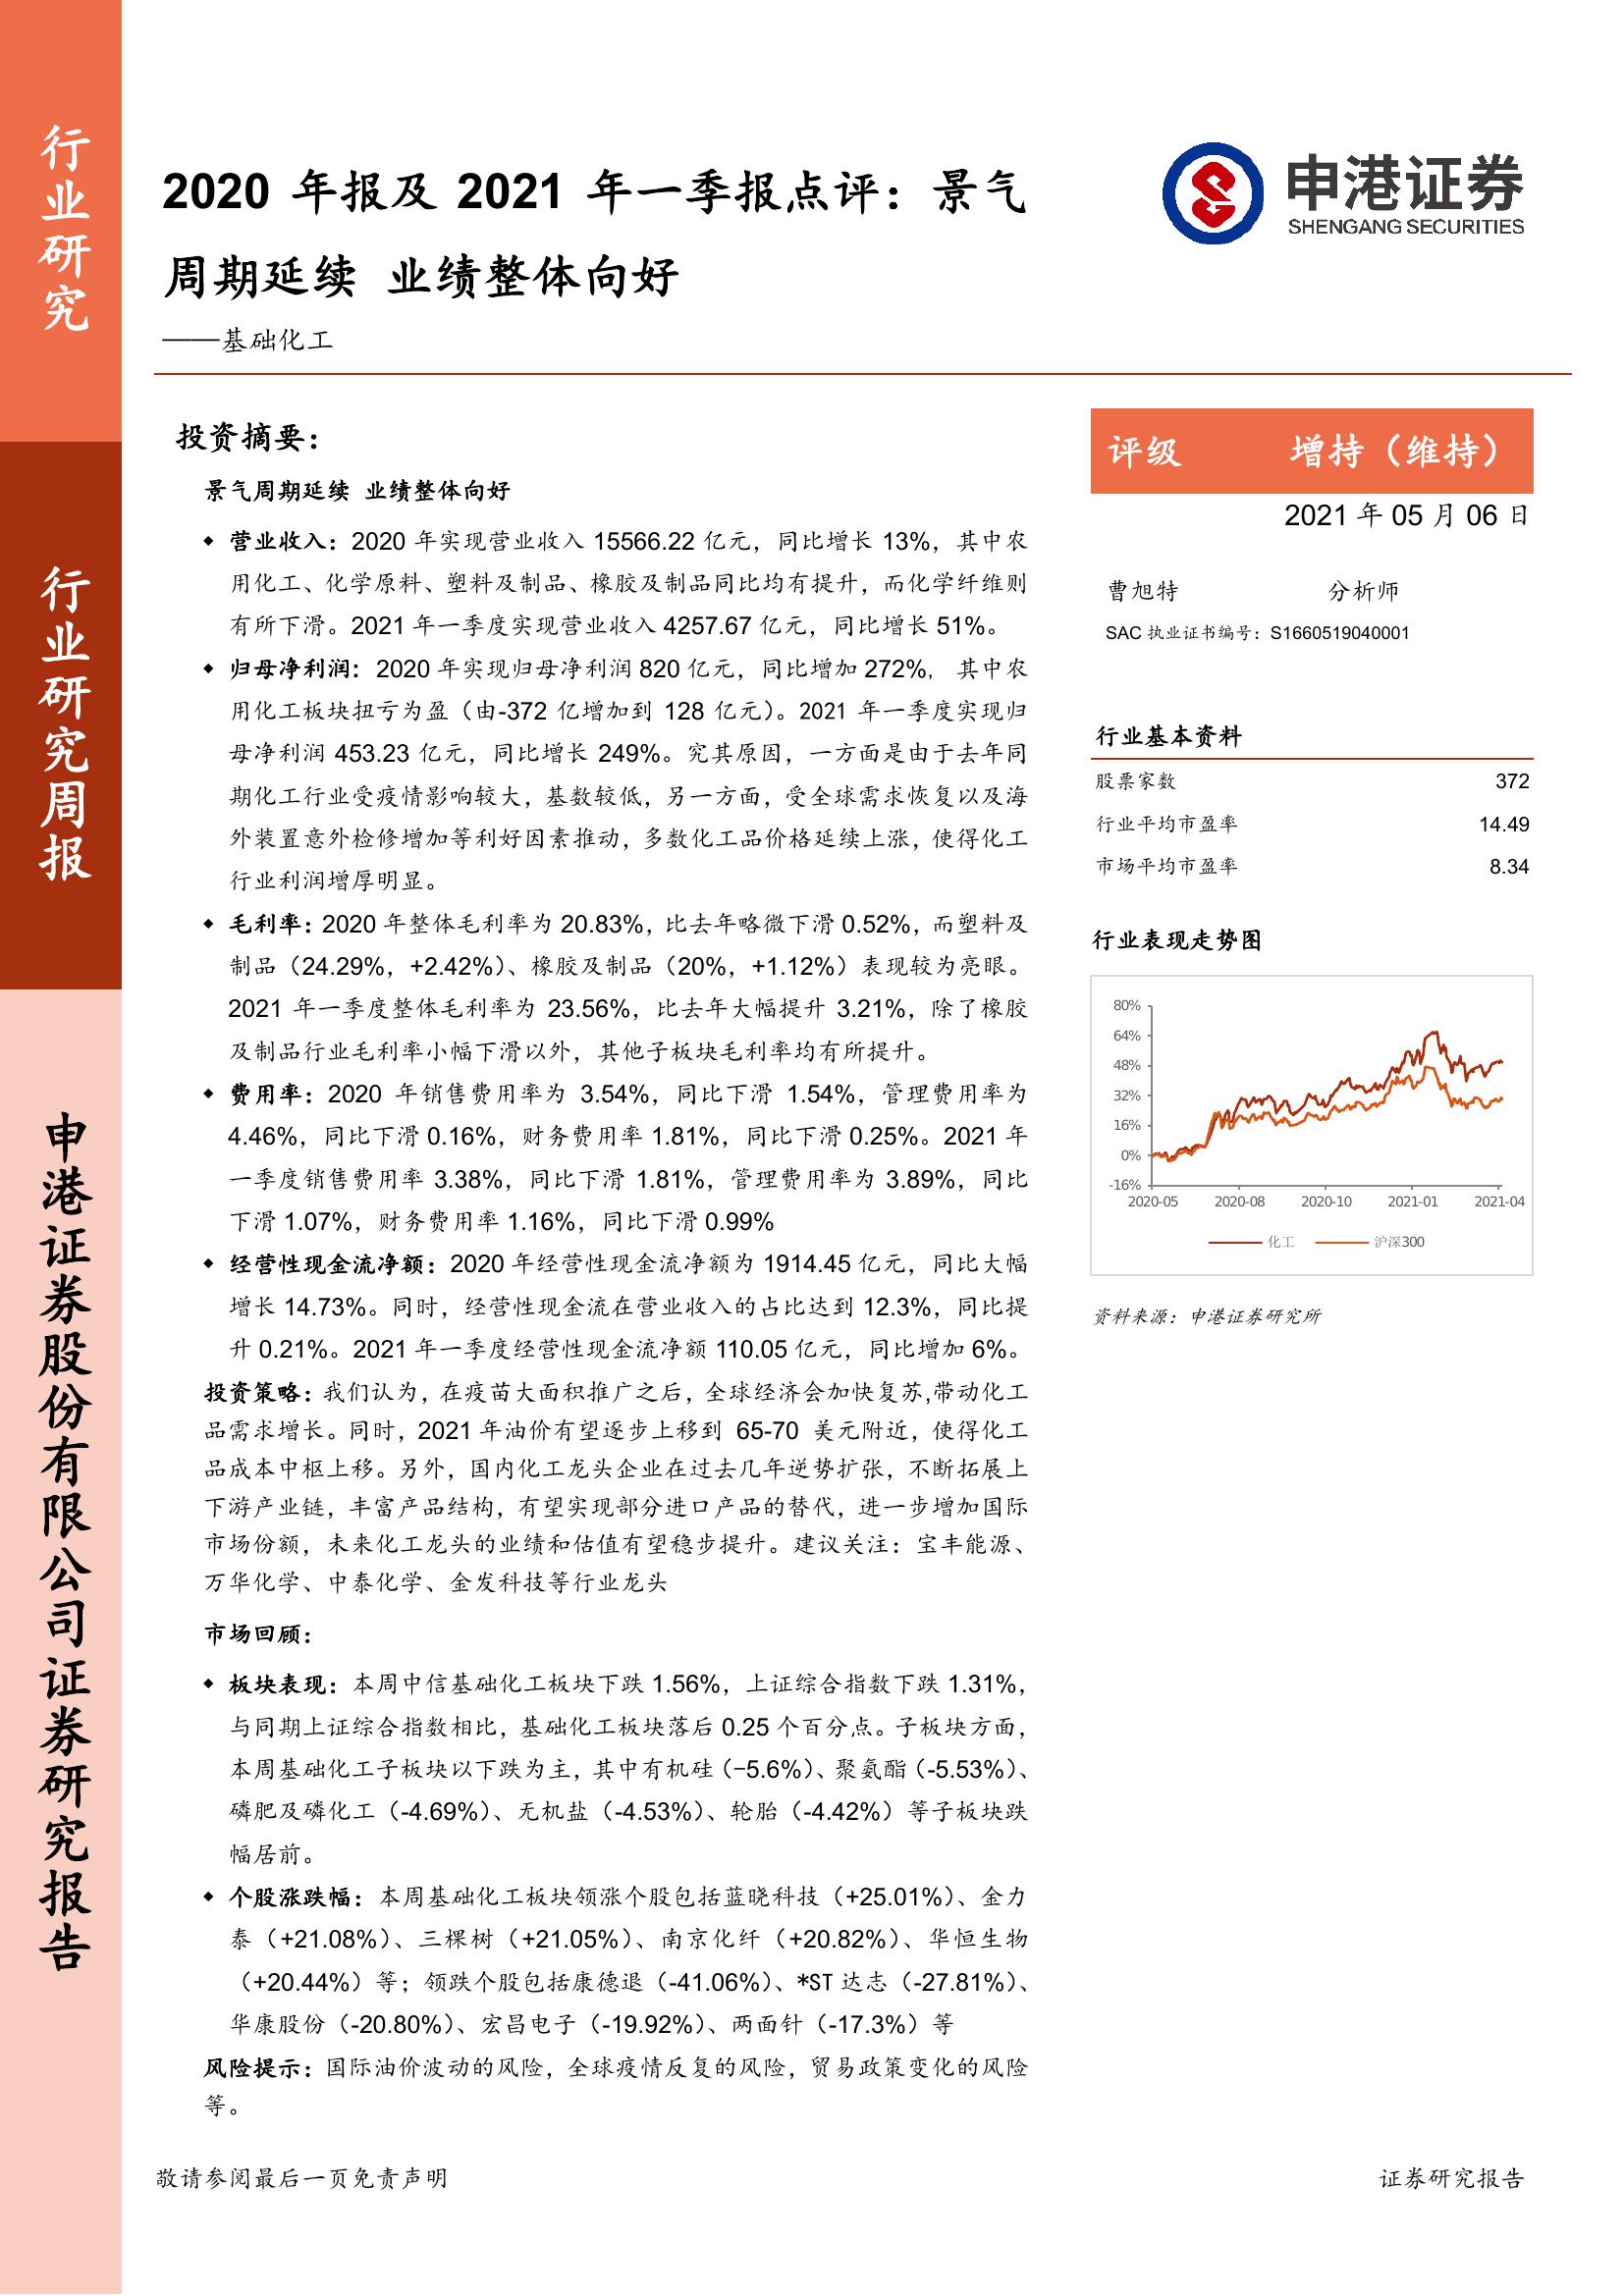 行业研究
行业研究周报
申港证券股份有限公司证券研究报告
2020 年报及 2021 年一季报点评：景气
周期延续 业绩整体向好
——基础化工
申港证券
SHENGANG SECURITIES
投资摘要：
景气周期延续 业绩整体向好
◆ 营业收入：2020 年实现营业收入 15566.22 亿元，同比增长 13%，其中农
用化工、化学原料、塑料及制品、橡胶及制品同比均有提升，而化学纤维则
有所下滑。2021 年一季度实现营业收入 4257.67 亿元，同比增长 51%。
◆ 归母净利润：2020 年实现归母净利润 820 亿元，同比增加 272%， 其中农
用化工板块扭亏为盈（由-372 亿增加到 128 亿元）。2021 年一季度实现归
母净利润 453.23 亿元，同比增长 249%。究其原因，一方面是由于去年同
期化工行业受疫情影响较大，基数较低，另一方面，受全球需求恢复以及海
外装置意外检修增加等利好因素推动，多数化工品价格延续上涨，使得化工
行业利润增厚明显。
◆ 毛利率：2020 年整体毛利率为 20.83%，比去年略微下滑 0.52%，而塑料及
制品（24.29%，+2.42%）、橡胶及制品（20%，+1.12%）表现较为亮眼。
2021 年一季度整体毛利率为 23.56%，比去年大幅提升 3.21%，除了橡胶
及制品行业毛利率小幅下滑以外，其他子板块毛利率均有所提升。
◆ 费用率：2020 年销售费用率为 3.54%，同比下滑 1.54%，管理费用率为
4.46%，同比下滑 0.16%，财务费用率 1.81%，同比下滑 0.25%。2021 年
一季度销售费用率 3.38%，同比下滑 1.81%，管理费用率为 3.89%，同比
下滑 1.07%，财务费用率 1.16%，同比下滑 0.99%
◆ 经营性现金流净额：2020 年经营性现金流净额为 1914.45 亿元，同比大幅
增长 14.73%。同时，经营性现金流在营业收入的占比达到 12.3%，同比提
升 0.21%。2021 年一季度经营性现金流净额 110.05 亿元，同比增加 6%。
投资策略：我们认为，在疫苗大面积推广之后，全球经济会加快复苏,带动化工
品需求增长。同时，2021 年油价有望逐步上移到 65-70 美元附近，使得化工
品成本中枢上移。另外，国内化工龙头企业在过去几年逆势扩张，不断拓展上
下游产业链，丰富产品结构，有望实现部分进口产品的替代，进一步增加国际
市场份额，未来化工龙头的业绩和估值有望稳步提升。建议关注：宝丰能源、
万华化学、中泰化学、金发科技等行业龙头
市场回顾：
◆ 板块表现：本周中信基础化工板块下跌 1.56%，上证综合指数下跌 1.31%，
与同期上证综合指数相比，基础化工板块落后 0.25 个百分点。子板块方面，
本周基础化工子板块以下跌为主，其中有机硅（−5.6%）、聚氨酯（-5.53%）、
磷肥及磷化工（-4.69%）、无机盐（-4.53%）、轮胎（-4.42%）等子板块跌
幅居前。
◆ 个股涨跌幅：本周基础化工板块领涨个股包括蓝晓科技（+25.01%）、金力
泰（+21.08%）、三棵树（+21.05%）、南京化纤（+20.82%）、华恒生物
（+20.44%）等；领跌个股包括康德退（-41.06%）、*ST 达志（-27.81%）、
华康股份（-20.80%）、宏昌电子（-19.92%）、两面针（-17.3%）等
风险提示：国际油价波动的风险，全球疫情反复的风险，贸易政策变化的风险
等。
评级 增持（维持）
2021 年 05 月 06 日
曹旭特 分析师
SAC 执业证书编号：S1660519040001
行业基本资料
股票家数 372
行业平均市盈率 14.49
市场平均市盈率 8.34
行业表现走势图
80%
64%
48%
32%
16%
0%
-16%
2020-05 2020-08 2020-10 2021-01 2021-04
化工 沪深300
资料来源：申港证券研究所
敬请参阅最后一页免责声明 证券研究报告